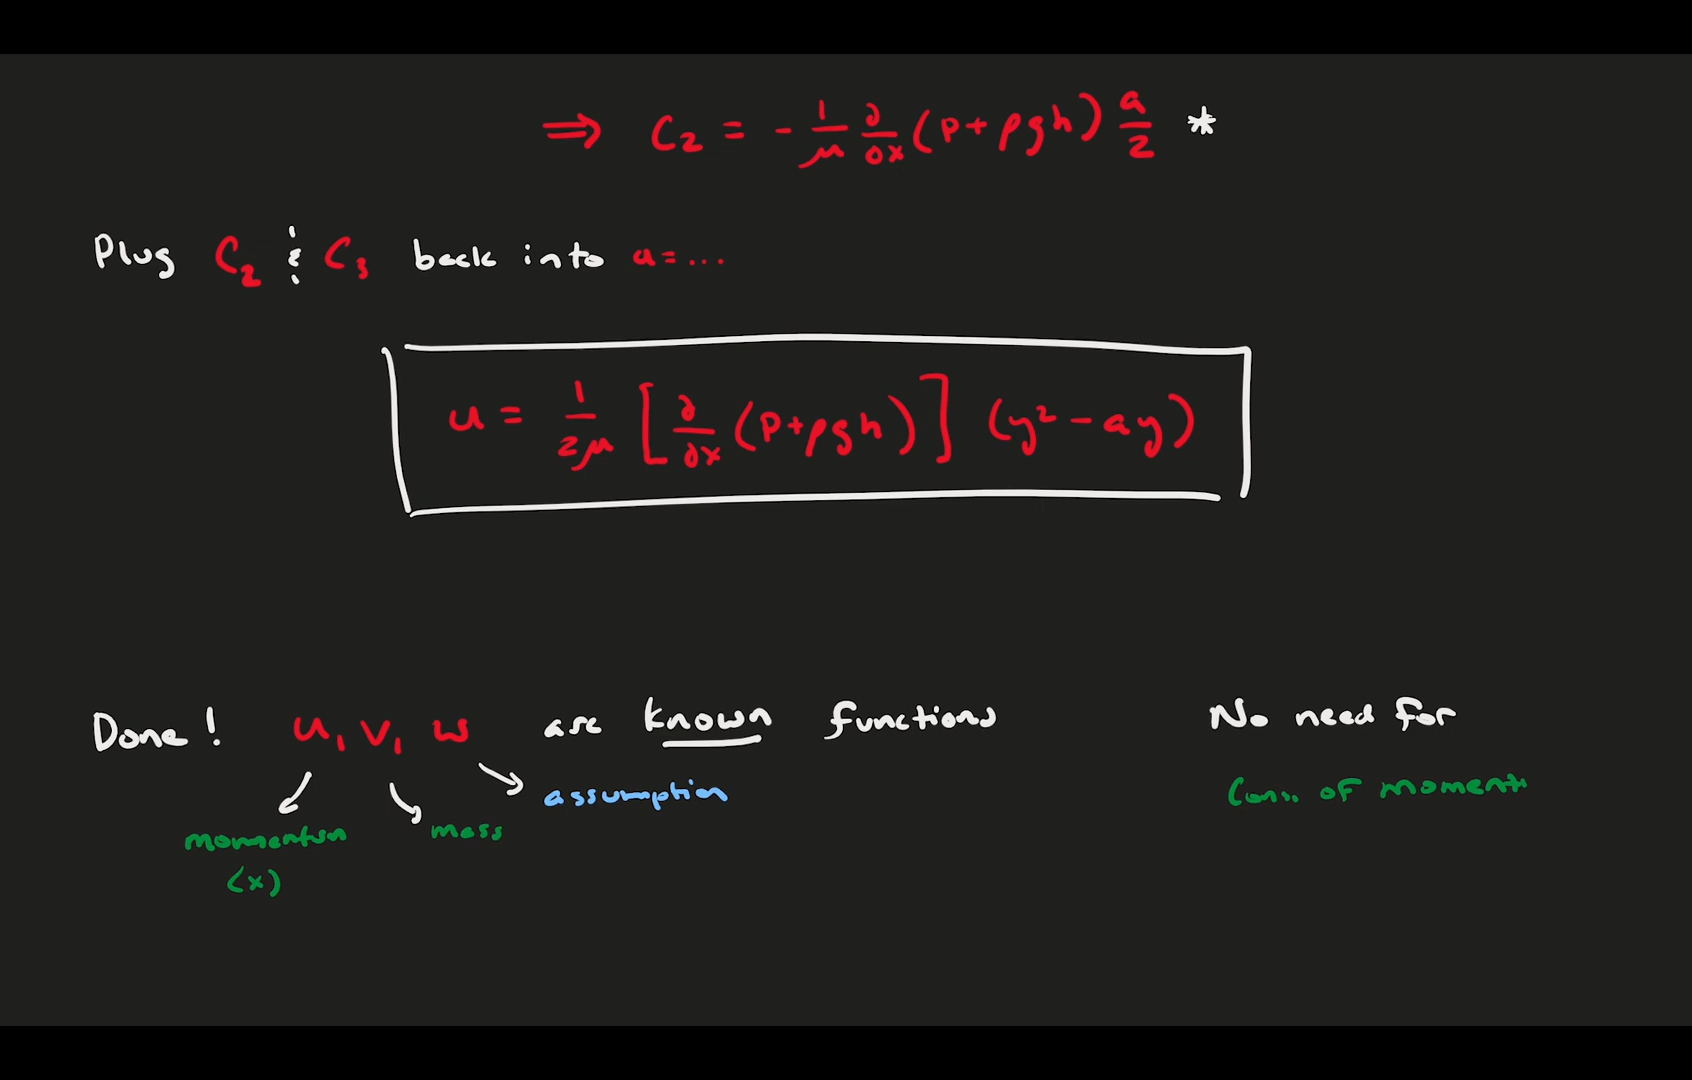 ⇒ C₂ = - 1/μ ∂/∂x (P+ρgh) a/2 *
Plug C₂ & C₃ back into u = ...
u = 1/2μ [∂/∂x (P+ρgh)] (y² - ay)
Done! u, v, w are known functions
No need for
assumption
Cons. of moment
momentum
mass
(x)